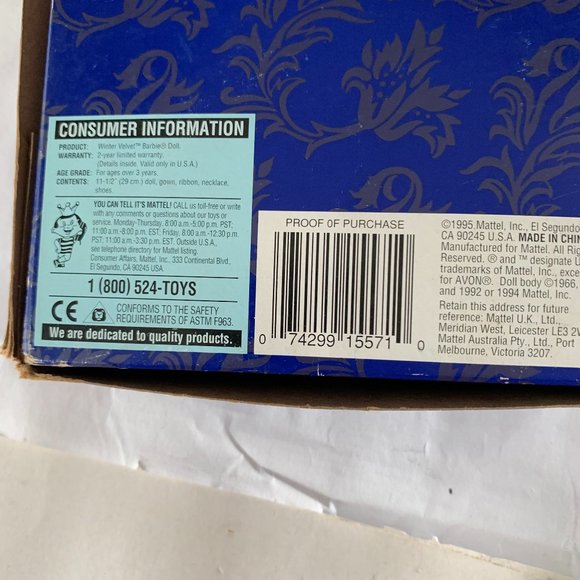 CONSUMER INFORMATION
PRODUCT: Winter Velvet™ Barbie® Doll.
WARRANTY: 2-year limited warranty.
(Details inside. Valid only in U.S.A.)
AGE GRADE: For ages over 3 years.
CONTENTS: 11-1/2" (29 cm.) doll, gown, ribbon, necklace,
shoes.
YOU CAN TELL IT'S MATTEL! CALL us toll-free or write
with any comments or questions about our toys or
service. Monday-Thursday, 8:00 a.m.-5:00 p.m. PST;
11:00 a.m.-8:00 p.m. EST; Friday, 8:00 a.m.-12:30 p.m.
PST, 11:00 a.m.-3:30 p.m. EST. Outside U.S.A.,
see telephone directory for Mattel listing.
Consumer Affairs, Mattel, Inc. 333 Continental Blvd.,
El Segundo, CA 90245 USA.
1 (800) 524-TOYS
CE CONFORMS TO THE SAFETY
REQUIREMENTS OF ASTM F963.
We are dedicated to quality products.
PROOF OF PURCHASE
0 74299 15571 0
©1995 Mattel, Inc., El Segundo
CA 90245 U.S.A. MADE IN CHIN
Manufactured for Mattel. All Rig
Reserved. ® and ™ designate U
trademarks of Mattel, Inc., exce
for AVON®. Doll body ©1966,
and 1992 or 1994 Mattel, Inc.
Retain this address for future
reference: Mattel U.K., Ltd.,
Meridian West, Leicester LE3 2V
Mattel Australia Pty., Ltd., Port
Melbourne, Victoria 3207.